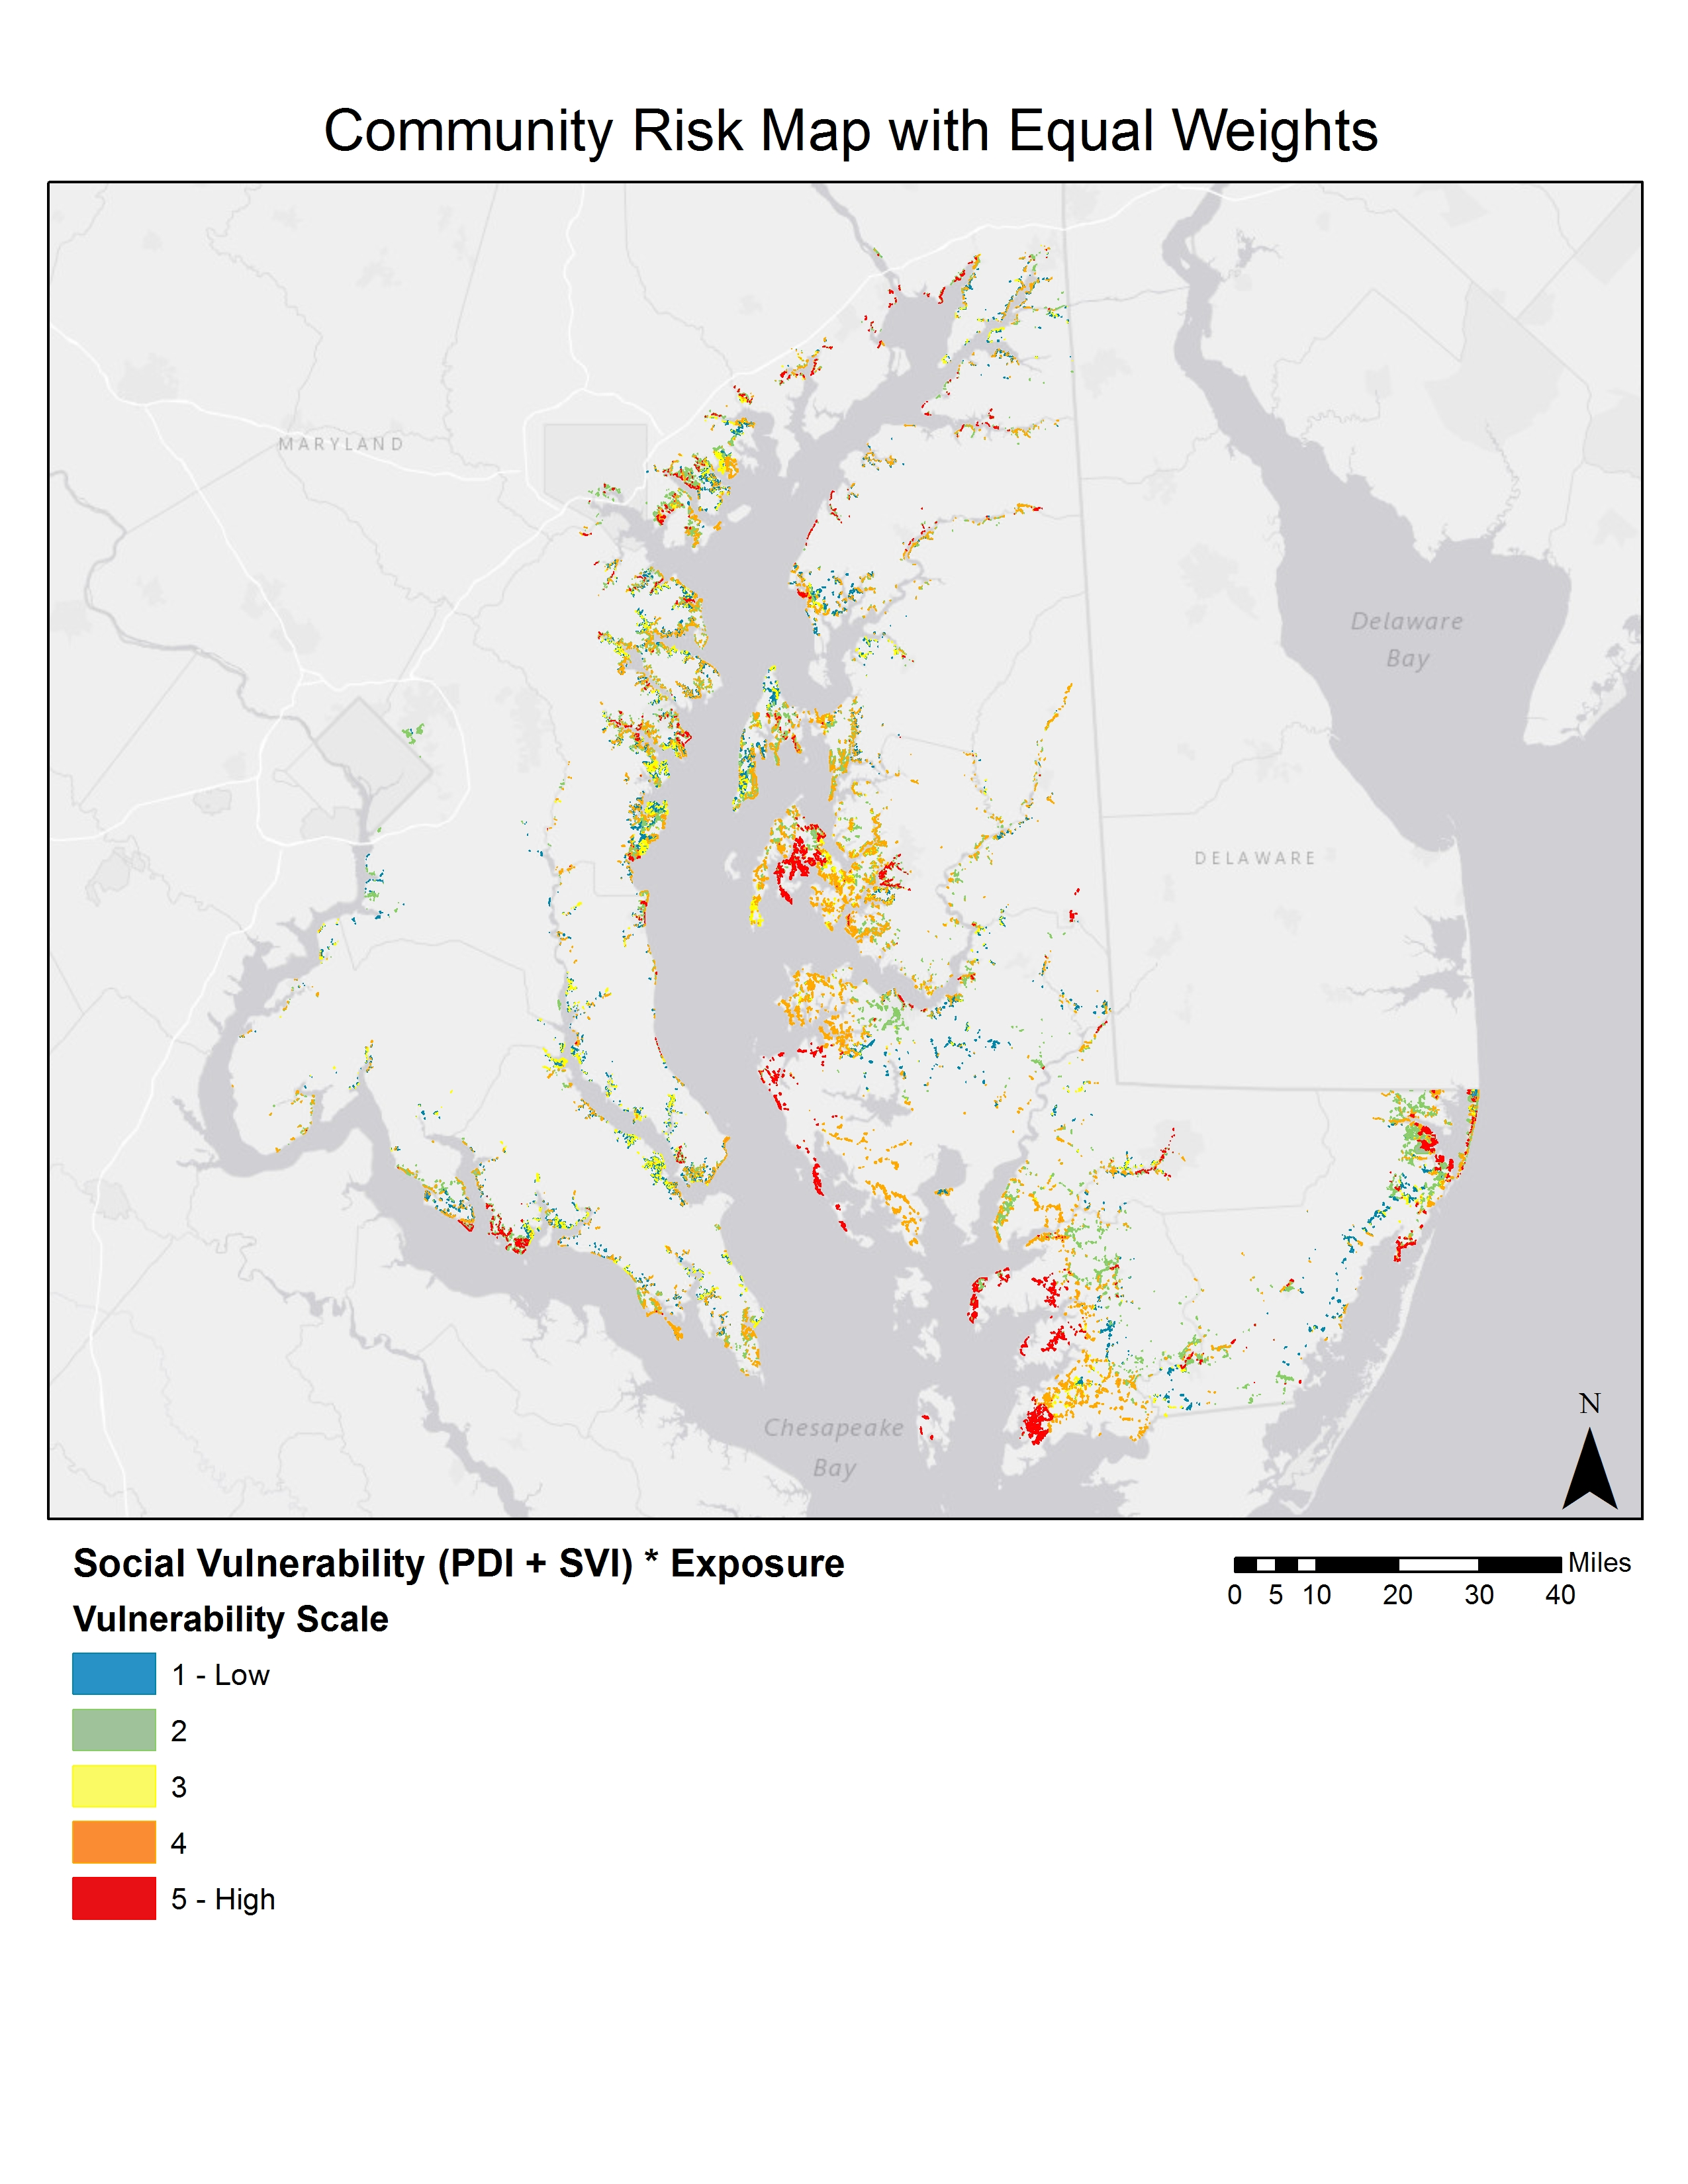 Community Risk Map with Equal Weights
MARYLAND
Delaware
Bay
DELAWARE
Chesapeake
Bay
N
Social Vulnerability (PDI + SVI) * Exposure
Miles
0 5 10 20 30 40
Vulnerability Scale
1 - Low
2
3
4
5 - High